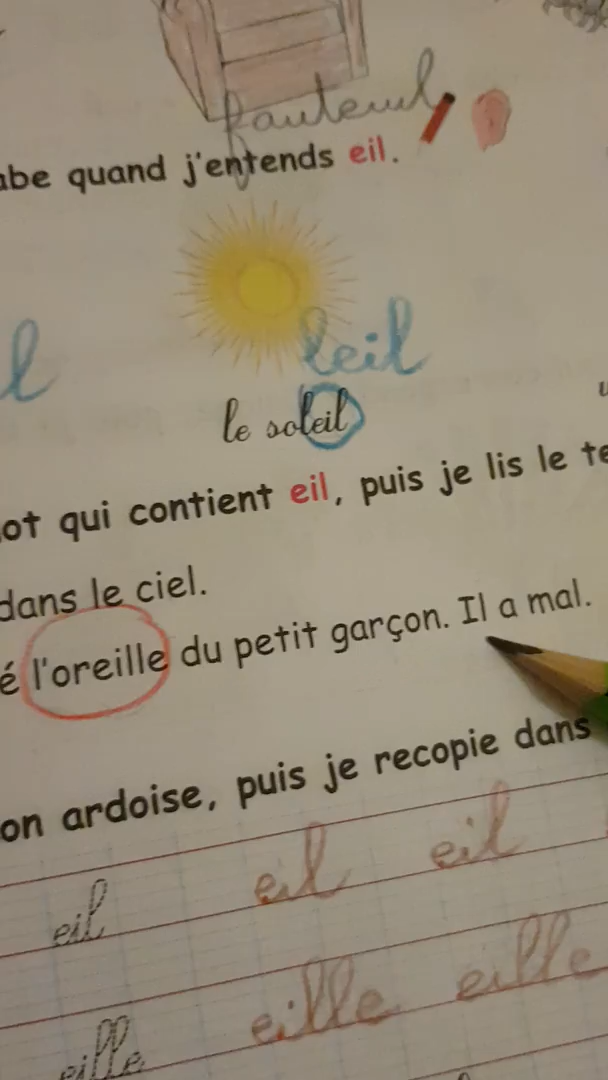 fauteuil
abe quand j'entends eil.
l leil
le soleil u
ot qui contient eil, puis je lis le te
dans le ciel.
é l'oreille du petit garçon. Il a mal.
on ardoise, puis je recopie dans
eil eil eil
eille eille eille